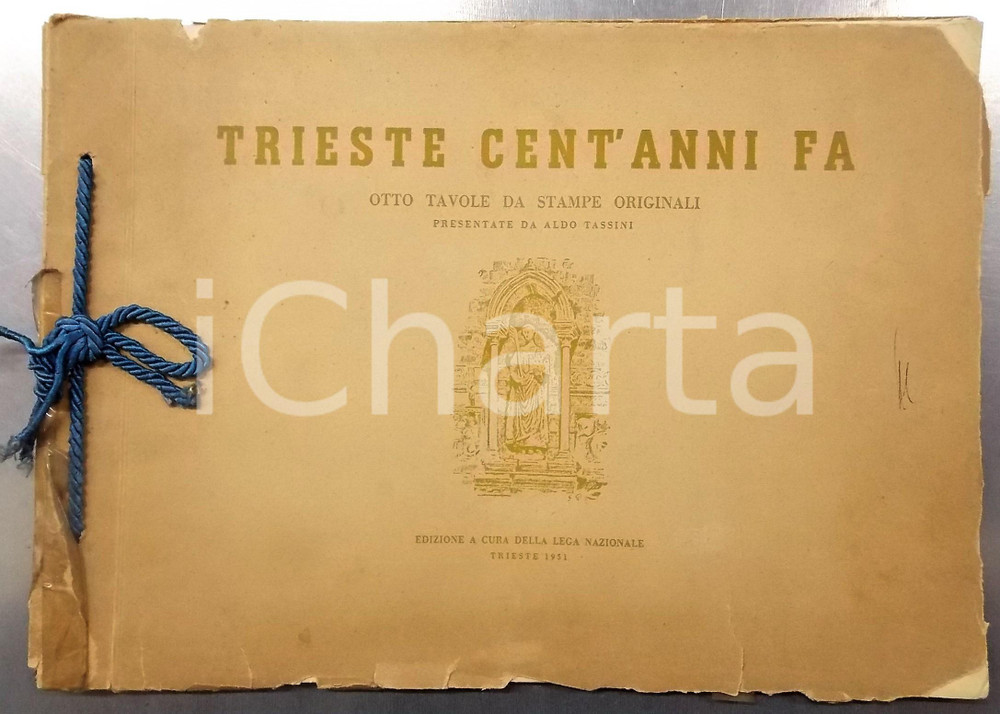 TRIESTE CENT'ANNI FA
OTTO TAVOLE DA STAMPE ORIGINALI
PRESENTATE DA ALDO TASSINI
iCharta
EDIZIONE A CURA DELLA LEGA NAZIONALE
TRIESTE 1951